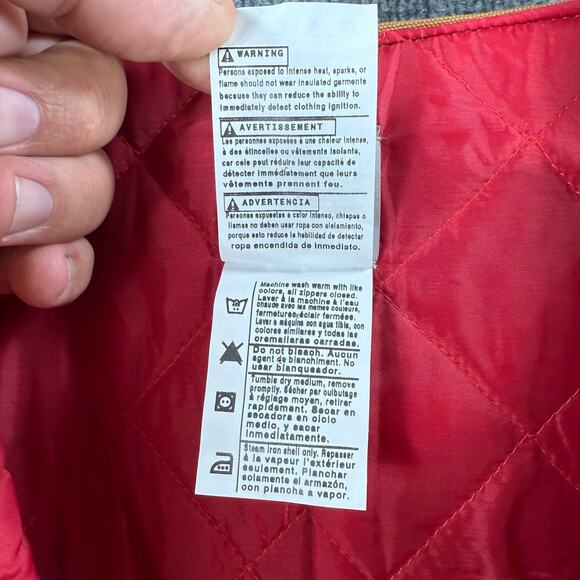 WARNING
Persons exposed to intense heat, sparks, or
flame should not wear insulated garments
because they can reduce the ability to
immediately detect clothing ignition.
AVERTISSEMENT
Les personnes exposées à une chaleur intense,
à des étincelles ou vêtements isolants,
car cele peut réduire leur capacité de
détecter immédiatement que leurs
vêtements prennent feu.
ADVERTENCIA
Personas expuestas a calor intenso, chispas o
llamas no deben usar ropa con aislamiento,
porque esto reduce la habilidad de detectar
ropa encendida de inmediato.
Machine wash warm with like
colors, all zippers closed.
Laver à la machine à l'eau
chaude avec les mêmes couleurs,
fermetures-éclair fermées.
Lavar a máquina con agua tibia, con
colores similares y todas las
cremalleras cerradas.
Do not bleach. Aucun
agent de blanchiment. No
usar blanqueador.
Tumble dry medium, remove
promptly. Sécher par culbutage
à réglage moyen, retirer
rapidement. Secar en
secadora en ciclo
medio, y sacar
inmediatamente.
Steam iron shell only. Repasser
à la vapeur l'extérieur
seulement. Planchar
solamente el armazón,
con plancha a vapor.